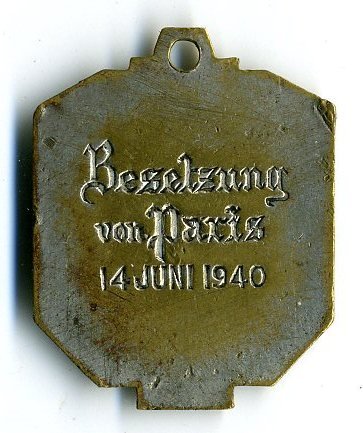 Besetzung
von Paris
14 JUNI 1940